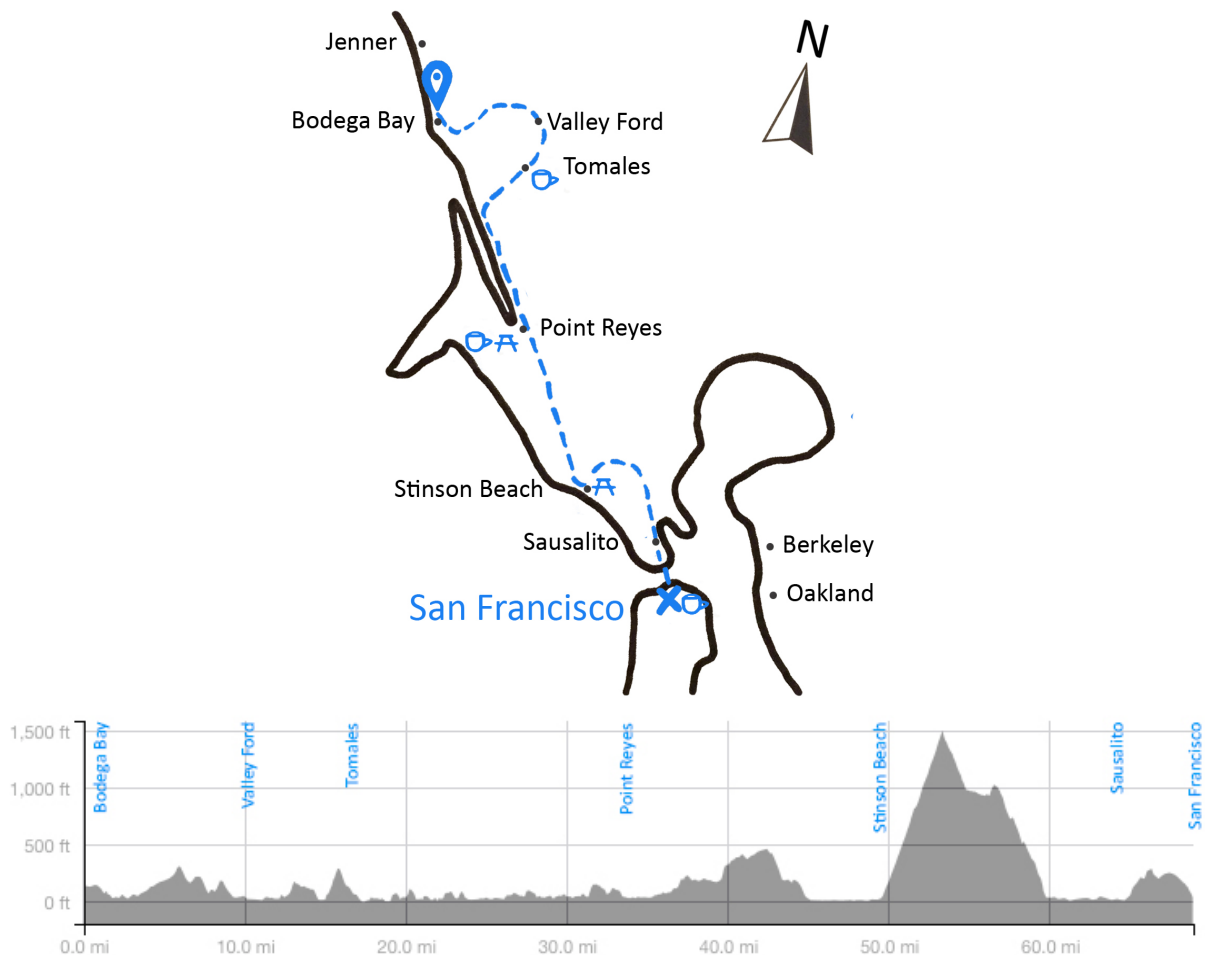 N
Jenner
Bodega Bay
Valley Ford
Tomales
Point Reyes
Stinson Beach
Sausalito
Berkeley
Oakland
San Francisco
1,500 ft
1,000 ft
500 ft
0 ft
Bodega Bay
Valley Ford
Tomales
Point Reyes
Stinson Beach
Sausalito
San Francisco
0.0 mi
10.0 mi
20.0 mi
30.0 mi
40.0 mi
50.0 mi
60.0 mi